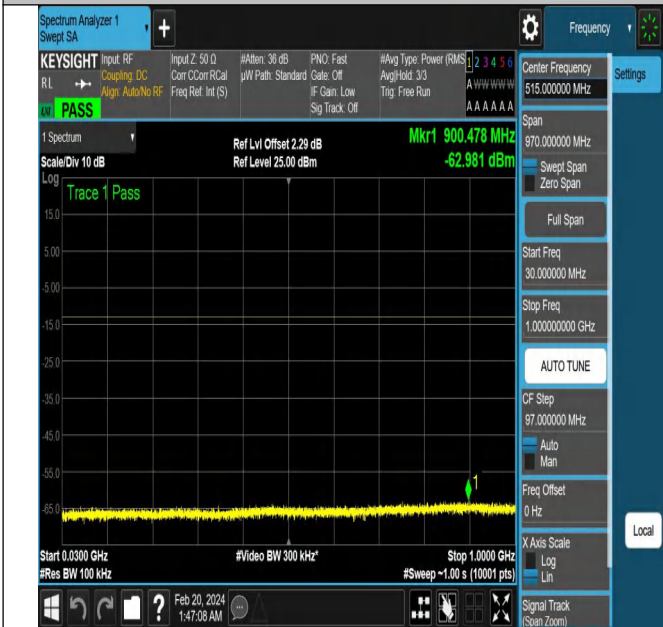 Spectrum Analyzer 1
Swept SA
+
Frequency
KEYSIGHT
RL
PASS
Input: RF
Coupling: DC
Align: Auto/No RF
Input Z: 50 Ω
Corr CCorr RCal
Freq Ref: Int (S)
#Atten: 36 dB
µW Path: Standard
PNO: Fast
Gate: Off
IF Gain: Low
Sig Track: Off
#Avg Type: Power (RMS
Avg|Hold: 3/3
Trig: Free Run
1 2 3 4 5 6
A W W W W W
A A A A A A
Center Frequency
515.000000 MHz
Settings
1 Spectrum
Scale/Div 10 dB
Log
Ref Lvl Offset 2.29 dB
Ref Level 25.00 dBm
Mkr1 900.478 MHz
-62.981 dBm
Trace 1 Pass
15.0
5.00
-5.00
-15.0
-25.0
-35.0
-45.0
-55.0
-65.0
1
Start 0.0300 GHz
#Res BW 100 kHz
#Video BW 300 kHz*
Stop 1.0000 GHz
#Sweep ~1.00 s (10001 pts)
Span
970.000000 MHz
Swept Span
Zero Span
Full Span
Start Freq
30.000000 MHz
Stop Freq
1.000000000 GHz
AUTO TUNE
CF Step
97.000000 MHz
Auto
Man
Freq Offset
0 Hz
X Axis Scale
Log
Lin
Signal Track
(Span Zoom)
Local
?
Feb 20, 2024
1:47:08 AM